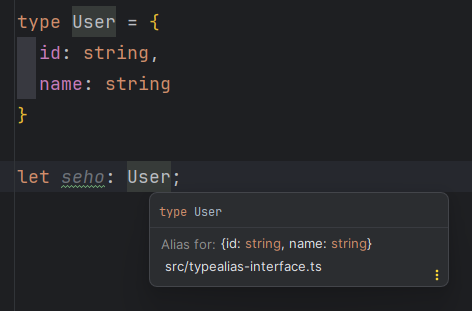 type User = {
id: string,
name: string
}
let seho: User;
type User
Alias for: {id: string, name: string}
src/typealias-interface.ts